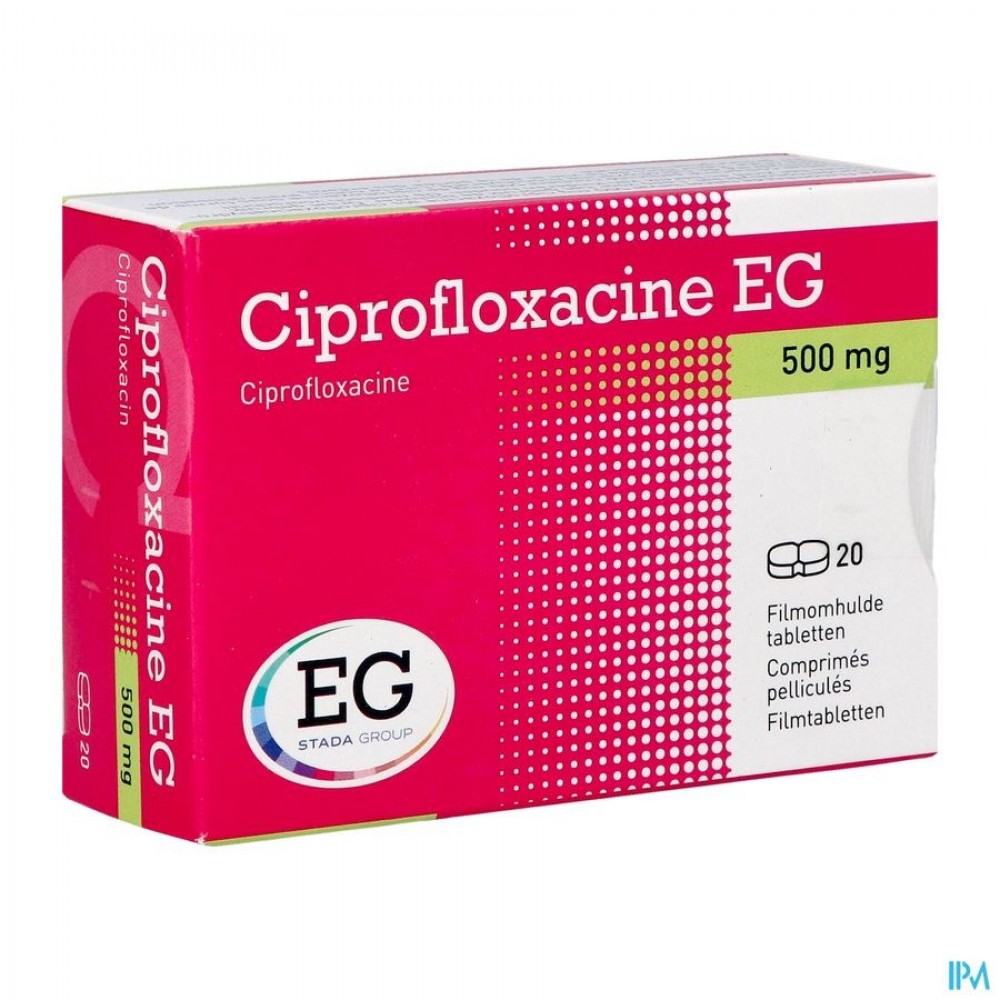 Ciprofloxacine EG
Ciprofloxacine
500 mg
20
Filmomhulde
tabletten
Comprimés
pelliculés
Filmtabletten
EG
STADA GROUP
Ciprofloxacine EG
Ciprofloxacin
500 mg
20
IPM